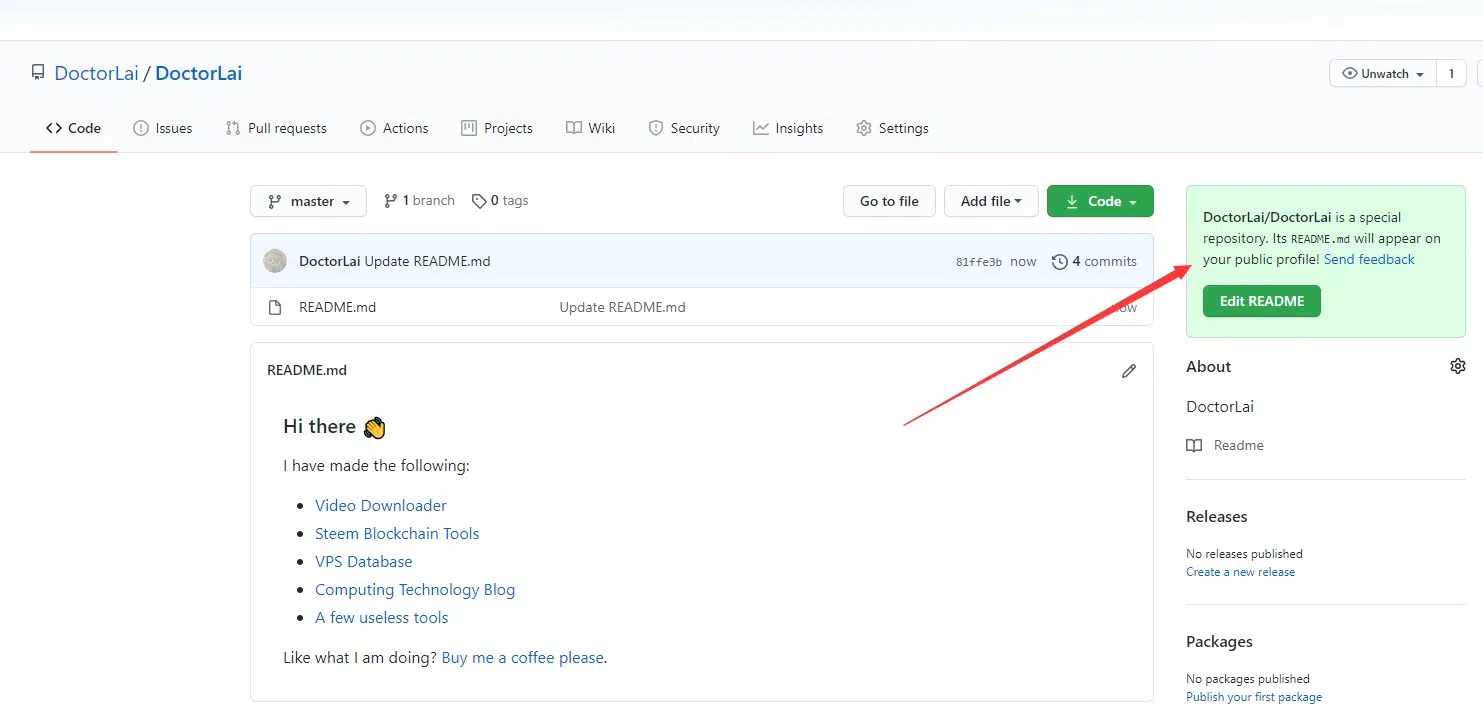 DoctorLai / DoctorLai
Unwatch 1
Code Issues Pull requests Actions Projects Wiki Security Insights Settings
master 1 branch 0 tags Go to file Add file Code
DoctorLai Update README.md 81ffe3b now 4 commits
README.md Update README.md
README.md
Hi there 👋
I have made the following:
• Video Downloader
• Steem Blockchain Tools
• VPS Database
• Computing Technology Blog
• A few useless tools
Like what I am doing? Buy me a coffee please.
DoctorLai/DoctorLai is a special
repository. Its README.md will appear on
your public profile! Send feedback
Edit README
About
DoctorLai
Readme
Releases
No releases published
Create a new release
Packages
No packages published
Publish your first package